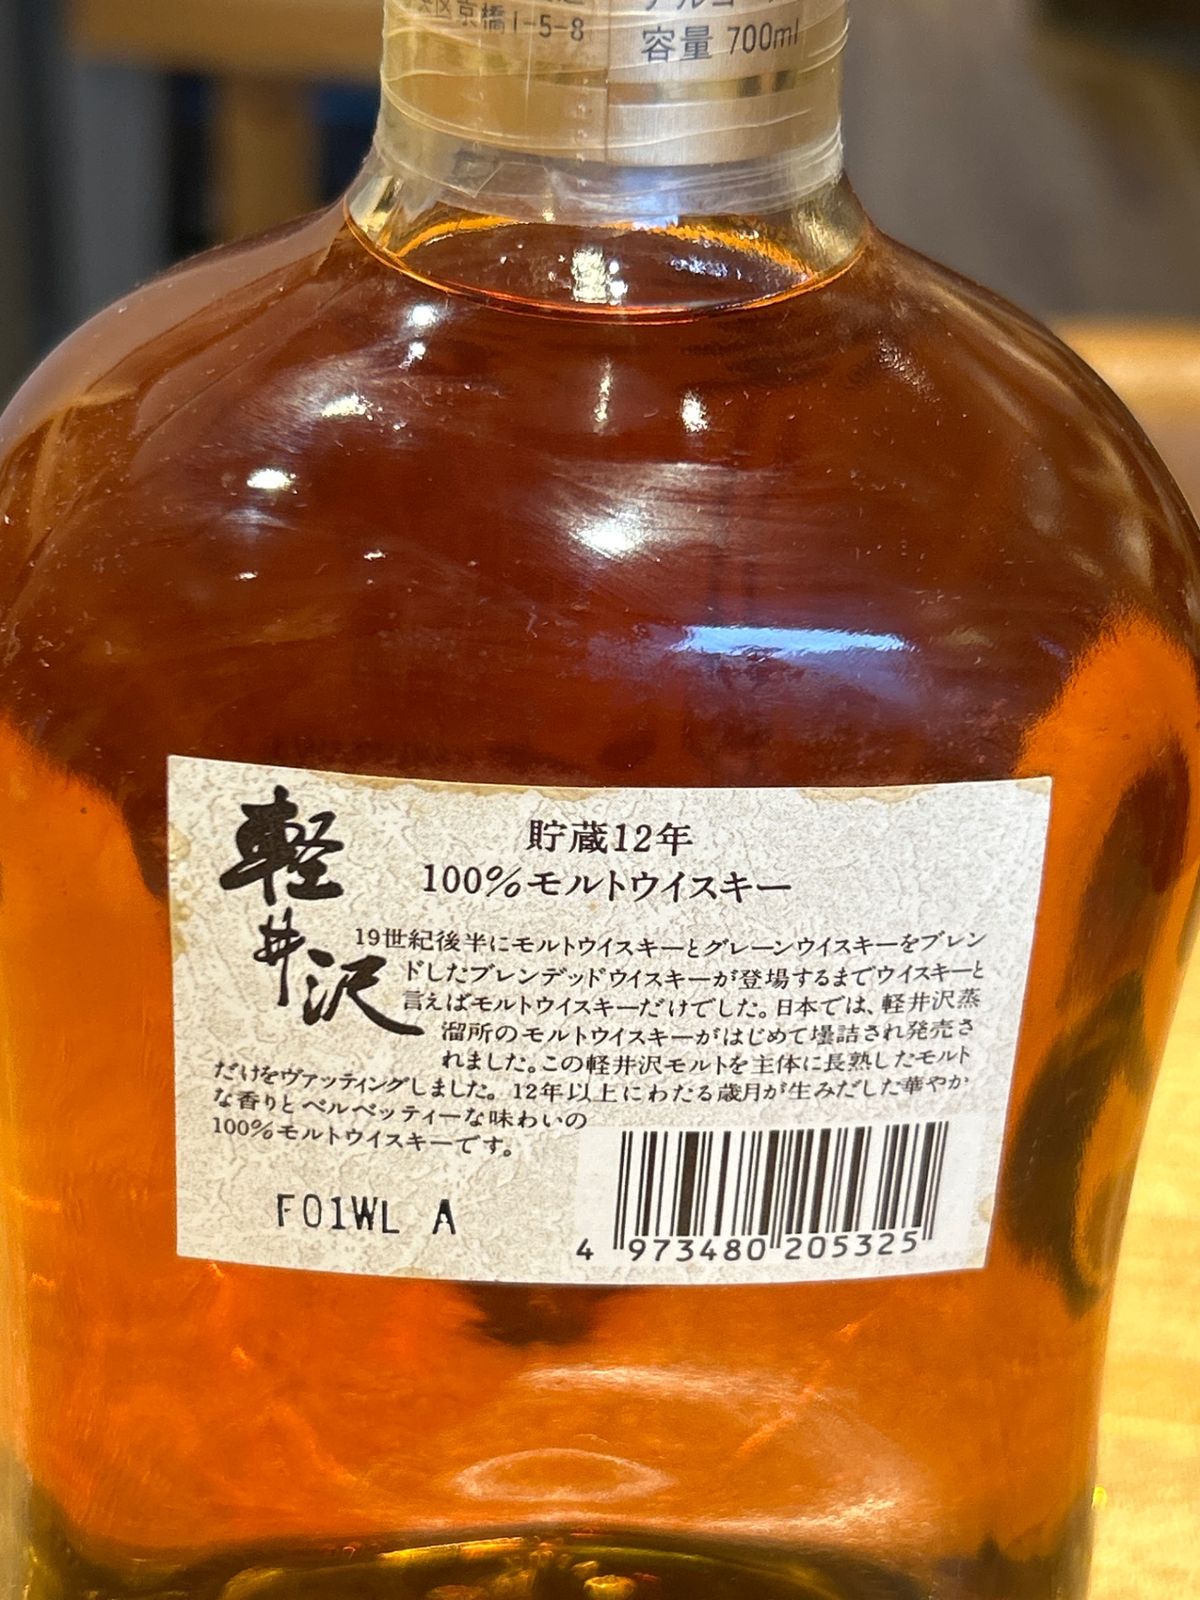 区京橋1-5-8
容量 700ml
軽井沢
貯蔵12年
100%モルトウイスキー
19世紀後半にモルトウイスキーとグレーンウイスキーをブレン
ドしたブレンデッドウイスキーが登場するまでウイスキーと
言えばモルトウイスキーだけでした。日本では、軽井沢蒸
溜所のモルトウイスキーがはじめて壜詰され発売さ
れました。この軽井沢モルトを主体に長熟したモルト
だけをヴァッティングしました。12年以上にわたる歳月が生みだした華やか
な香りとベルベッティーな味わいの
100%モルトウイスキーです。
F01WL A
4 973480 205325